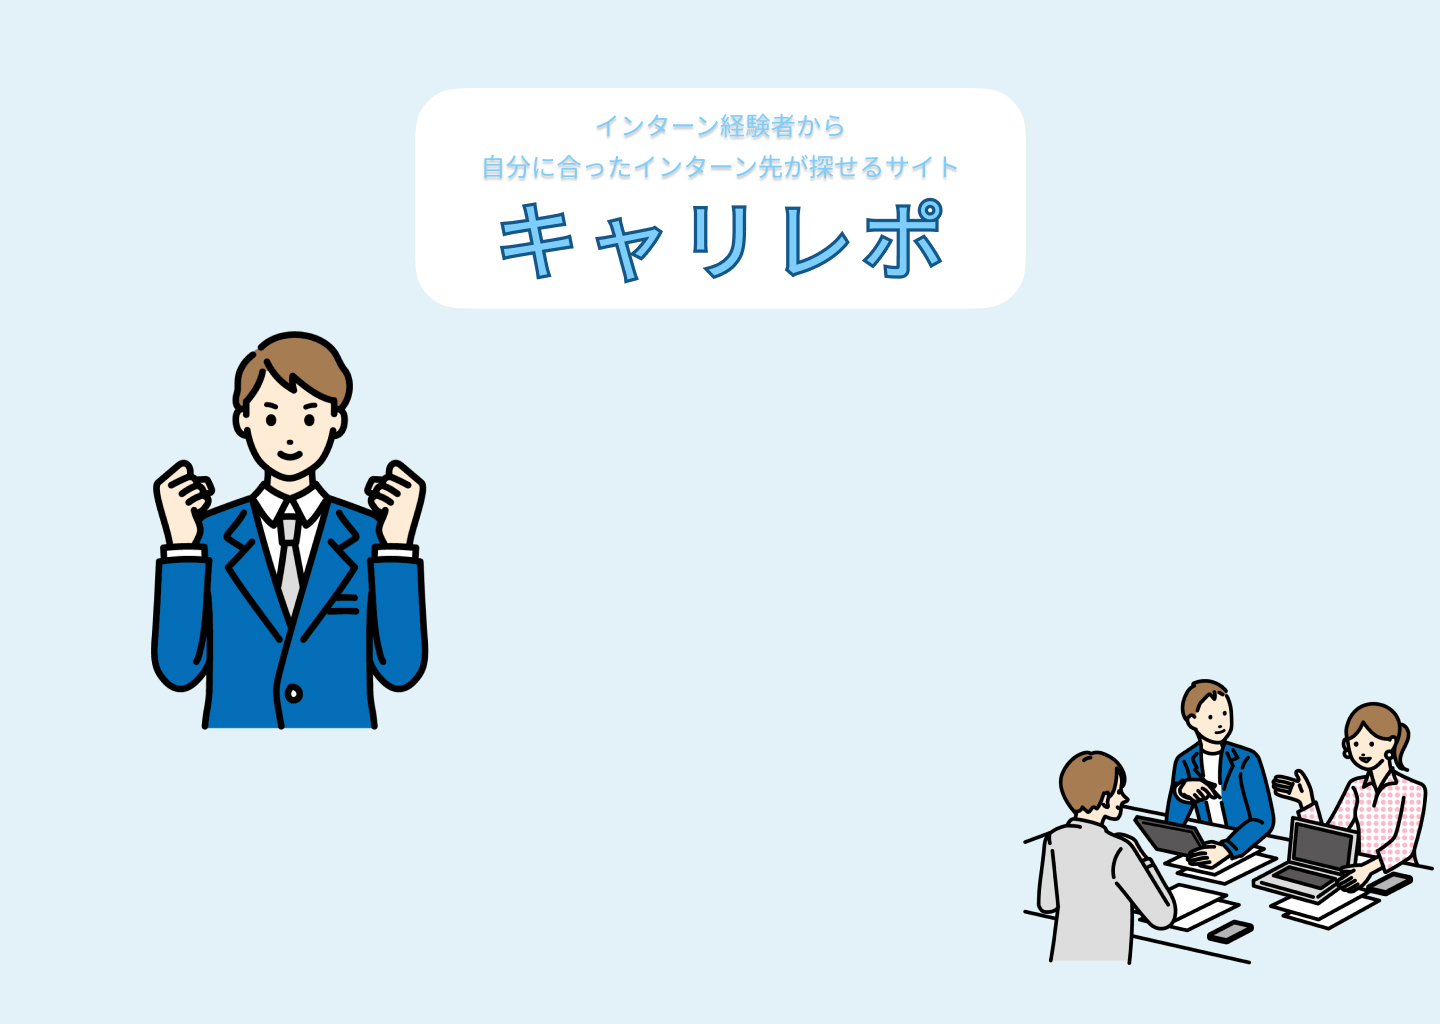 インターン経験者から
自分に合ったインターン先が探せるサイト
キャリレポ